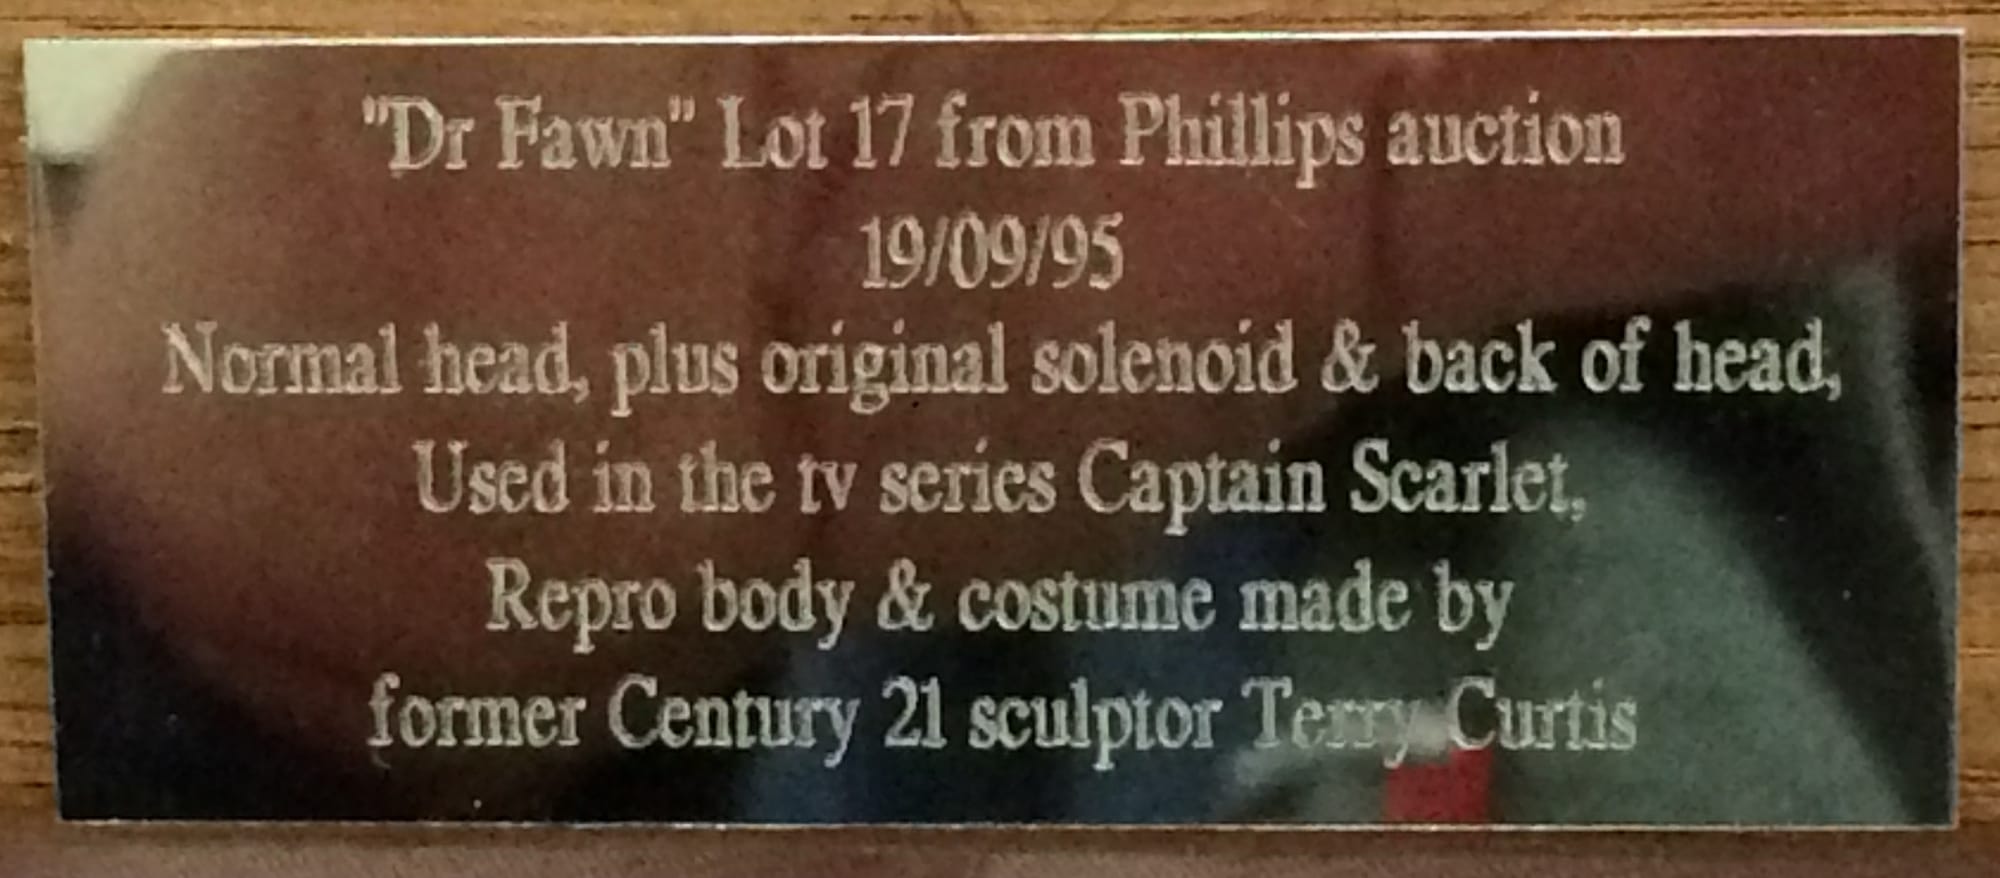 "Dr Fawn" Lot 17 from Phillips auction
19/09/95
Normal head, plus original solenoid & back of head,
Used in the tv series Captain Scarlet,
Repro body & costume made by
former Century 21 sculptor Terry Curtis